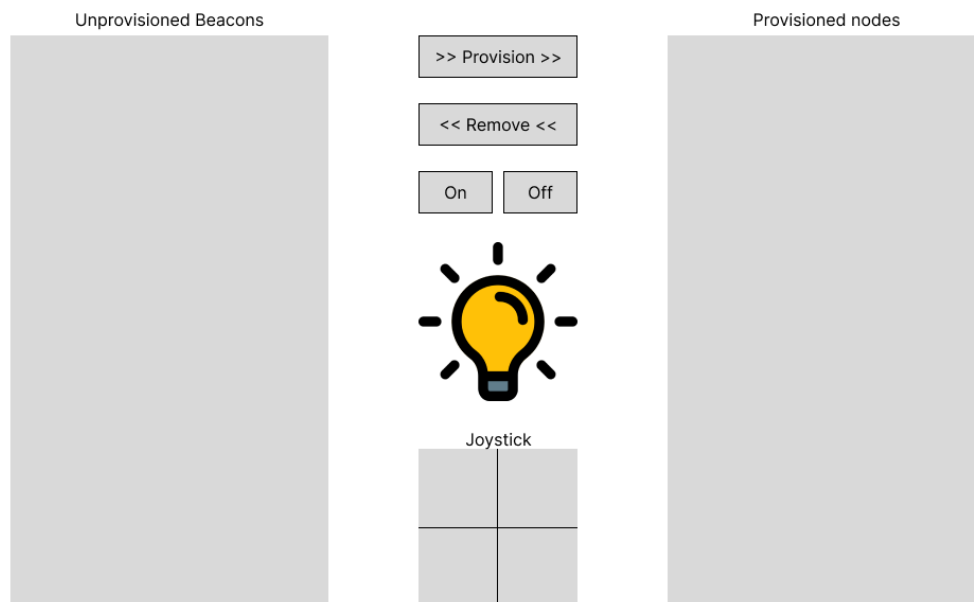 Unprovisioned Beacons
Provisioned nodes
>> Provision >>
<< Remove <<
On
Off
Joystick